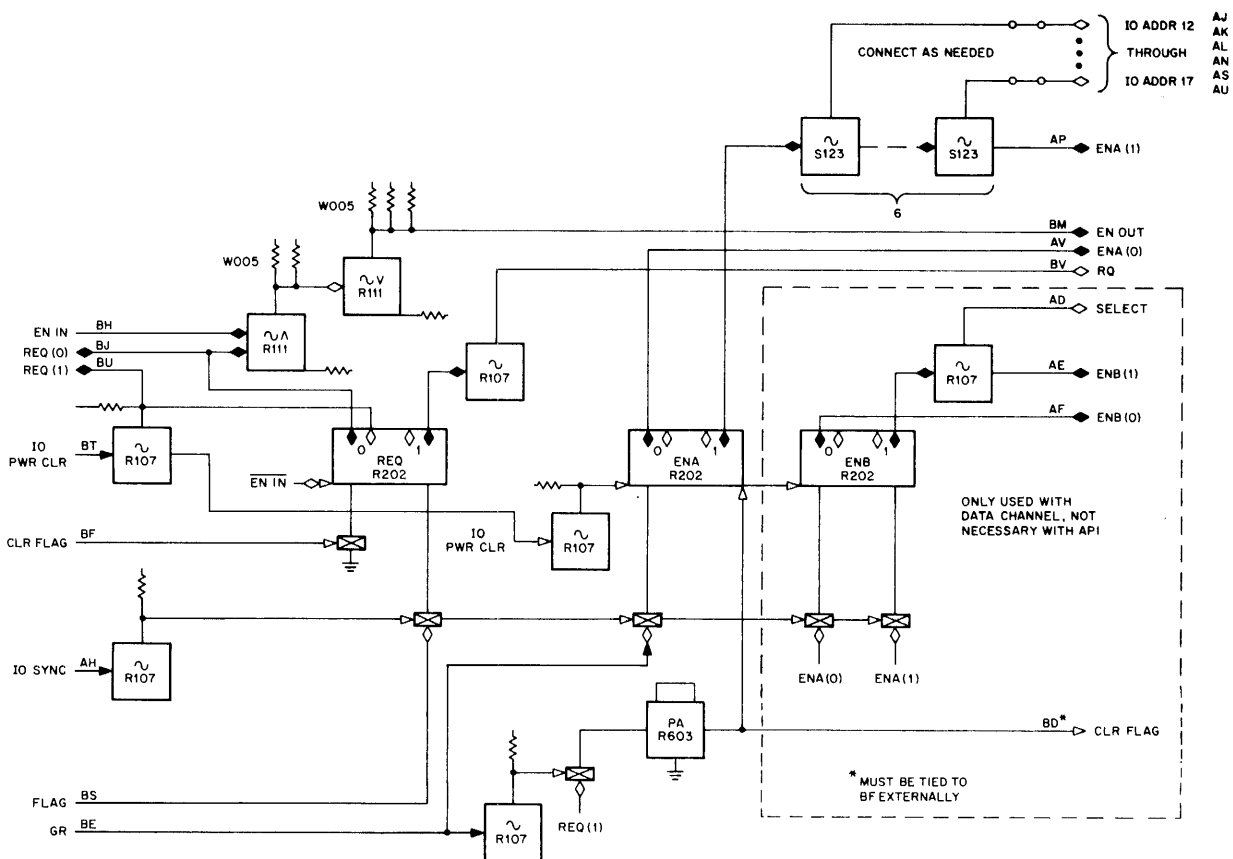 IO ADDR 12
CONNECT AS NEEDED
THROUGH
IO ADDR 17
AJ
AK
AL
AN
AS
AU
∿
S123
∿
S123
AP
ENA (1)
6
W005
BM
EN OUT
AV
ENA(0)
BV
RQ
W005
∿V
R111
∿Λ
R111
EN IN
BH
REQ (0)
BJ
REQ (1)
BU
∿
R107
AD
SELECT
∿
R107
AE
ENB(1)
AF
ENB(0)
IO
PWR CLR
BT
∿
R107
0
1
REQ
R202
EN IN
0
1
ENA
R202
0
1
ENB
R202
ONLY USED WITH
DATA CHANNEL, NOT
NECESSARY WITH API
IO
PWR CLR
∿
R107
CLR FLAG
BF
IO SYNC
AH
∿
R107
ENA(0)
ENA(1)
PA
R603
BD*
CLR FLAG
* MUST BE TIED TO
BF EXTERNALLY
FLAG
BS
GR
BE
∿
R107
REQ (1)